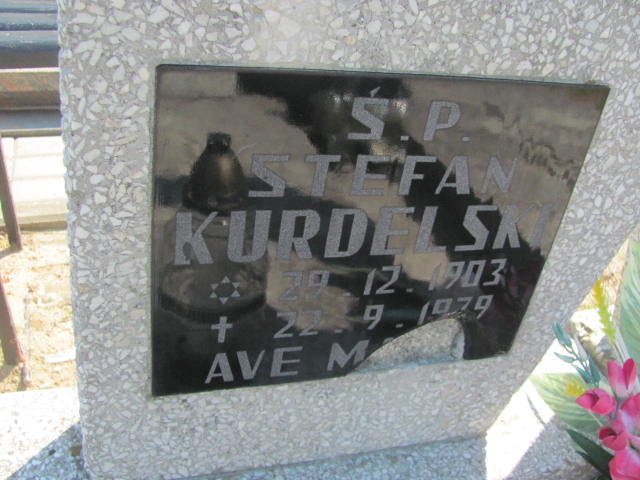 Ś.P.
STEFAN
KURDELSKI
29.12.1903
22.9.1979
AVE